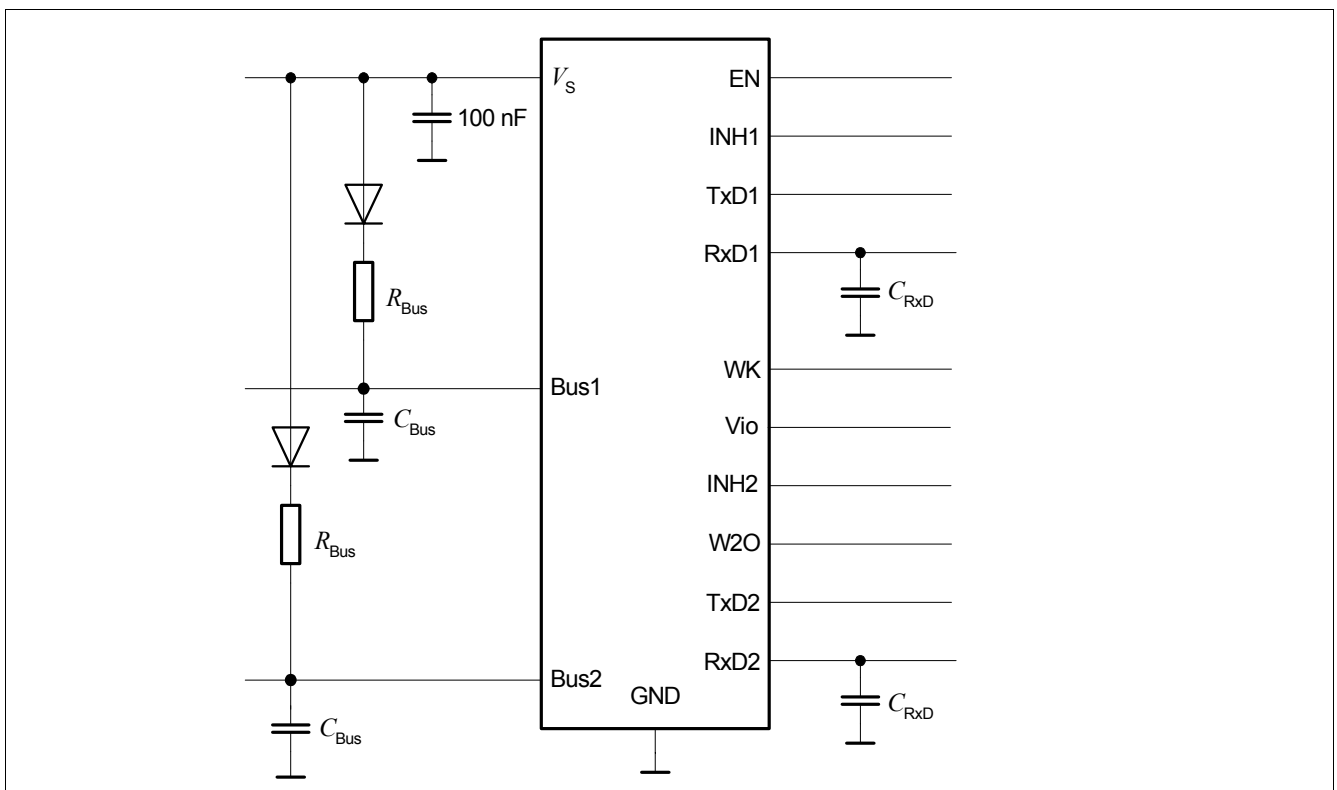 V_S
EN
100 nF
INH1
TxD1
RxD1
C_RxD
R_Bus
WK
Bus1
C_Bus
Vio
INH2
R_Bus
W2O
TxD2
RxD2
Bus2
GND
C_RxD
C_Bus